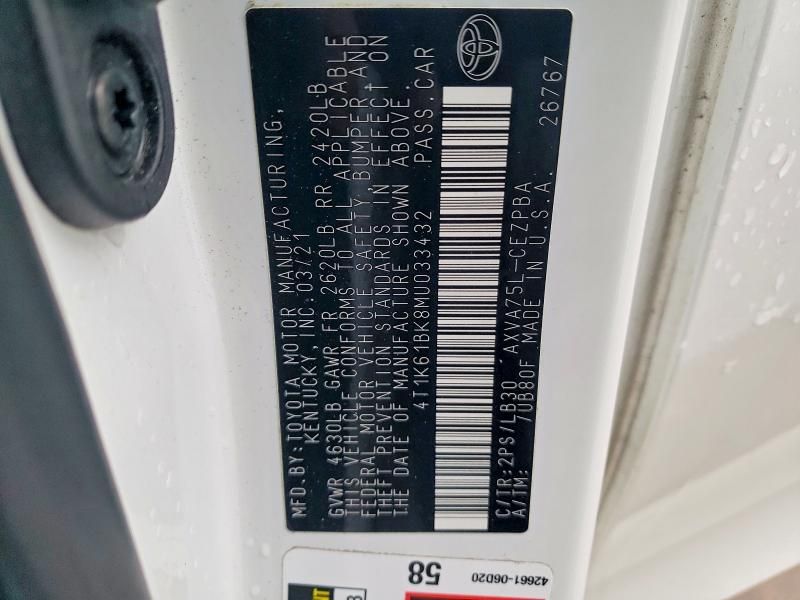 MFD.BY:TOYOTA MOTOR MANUFACTURING,
KENTUCKY, INC. 03/21
GVWR 4630LB GAWR FR 2620LB RR 2420LB
THIS VEHICLE CONFORMS TO ALL APPLICABLE
FEDERAL MOTOR VEHICLE SAFETY, BUMPER, AND
THEFT PREVENTION STANDARDS IN EFFECT ON
THE DATE OF MANUFACTURE SHOWN ABOVE.
4T1K61BK8MU033432 PASS.CAR
C/TR:2PS/LB30 AXVA75L-CEZPBA
A/TM: /UB80F MADE IN U.S.A. 26767
58
42661-06D20